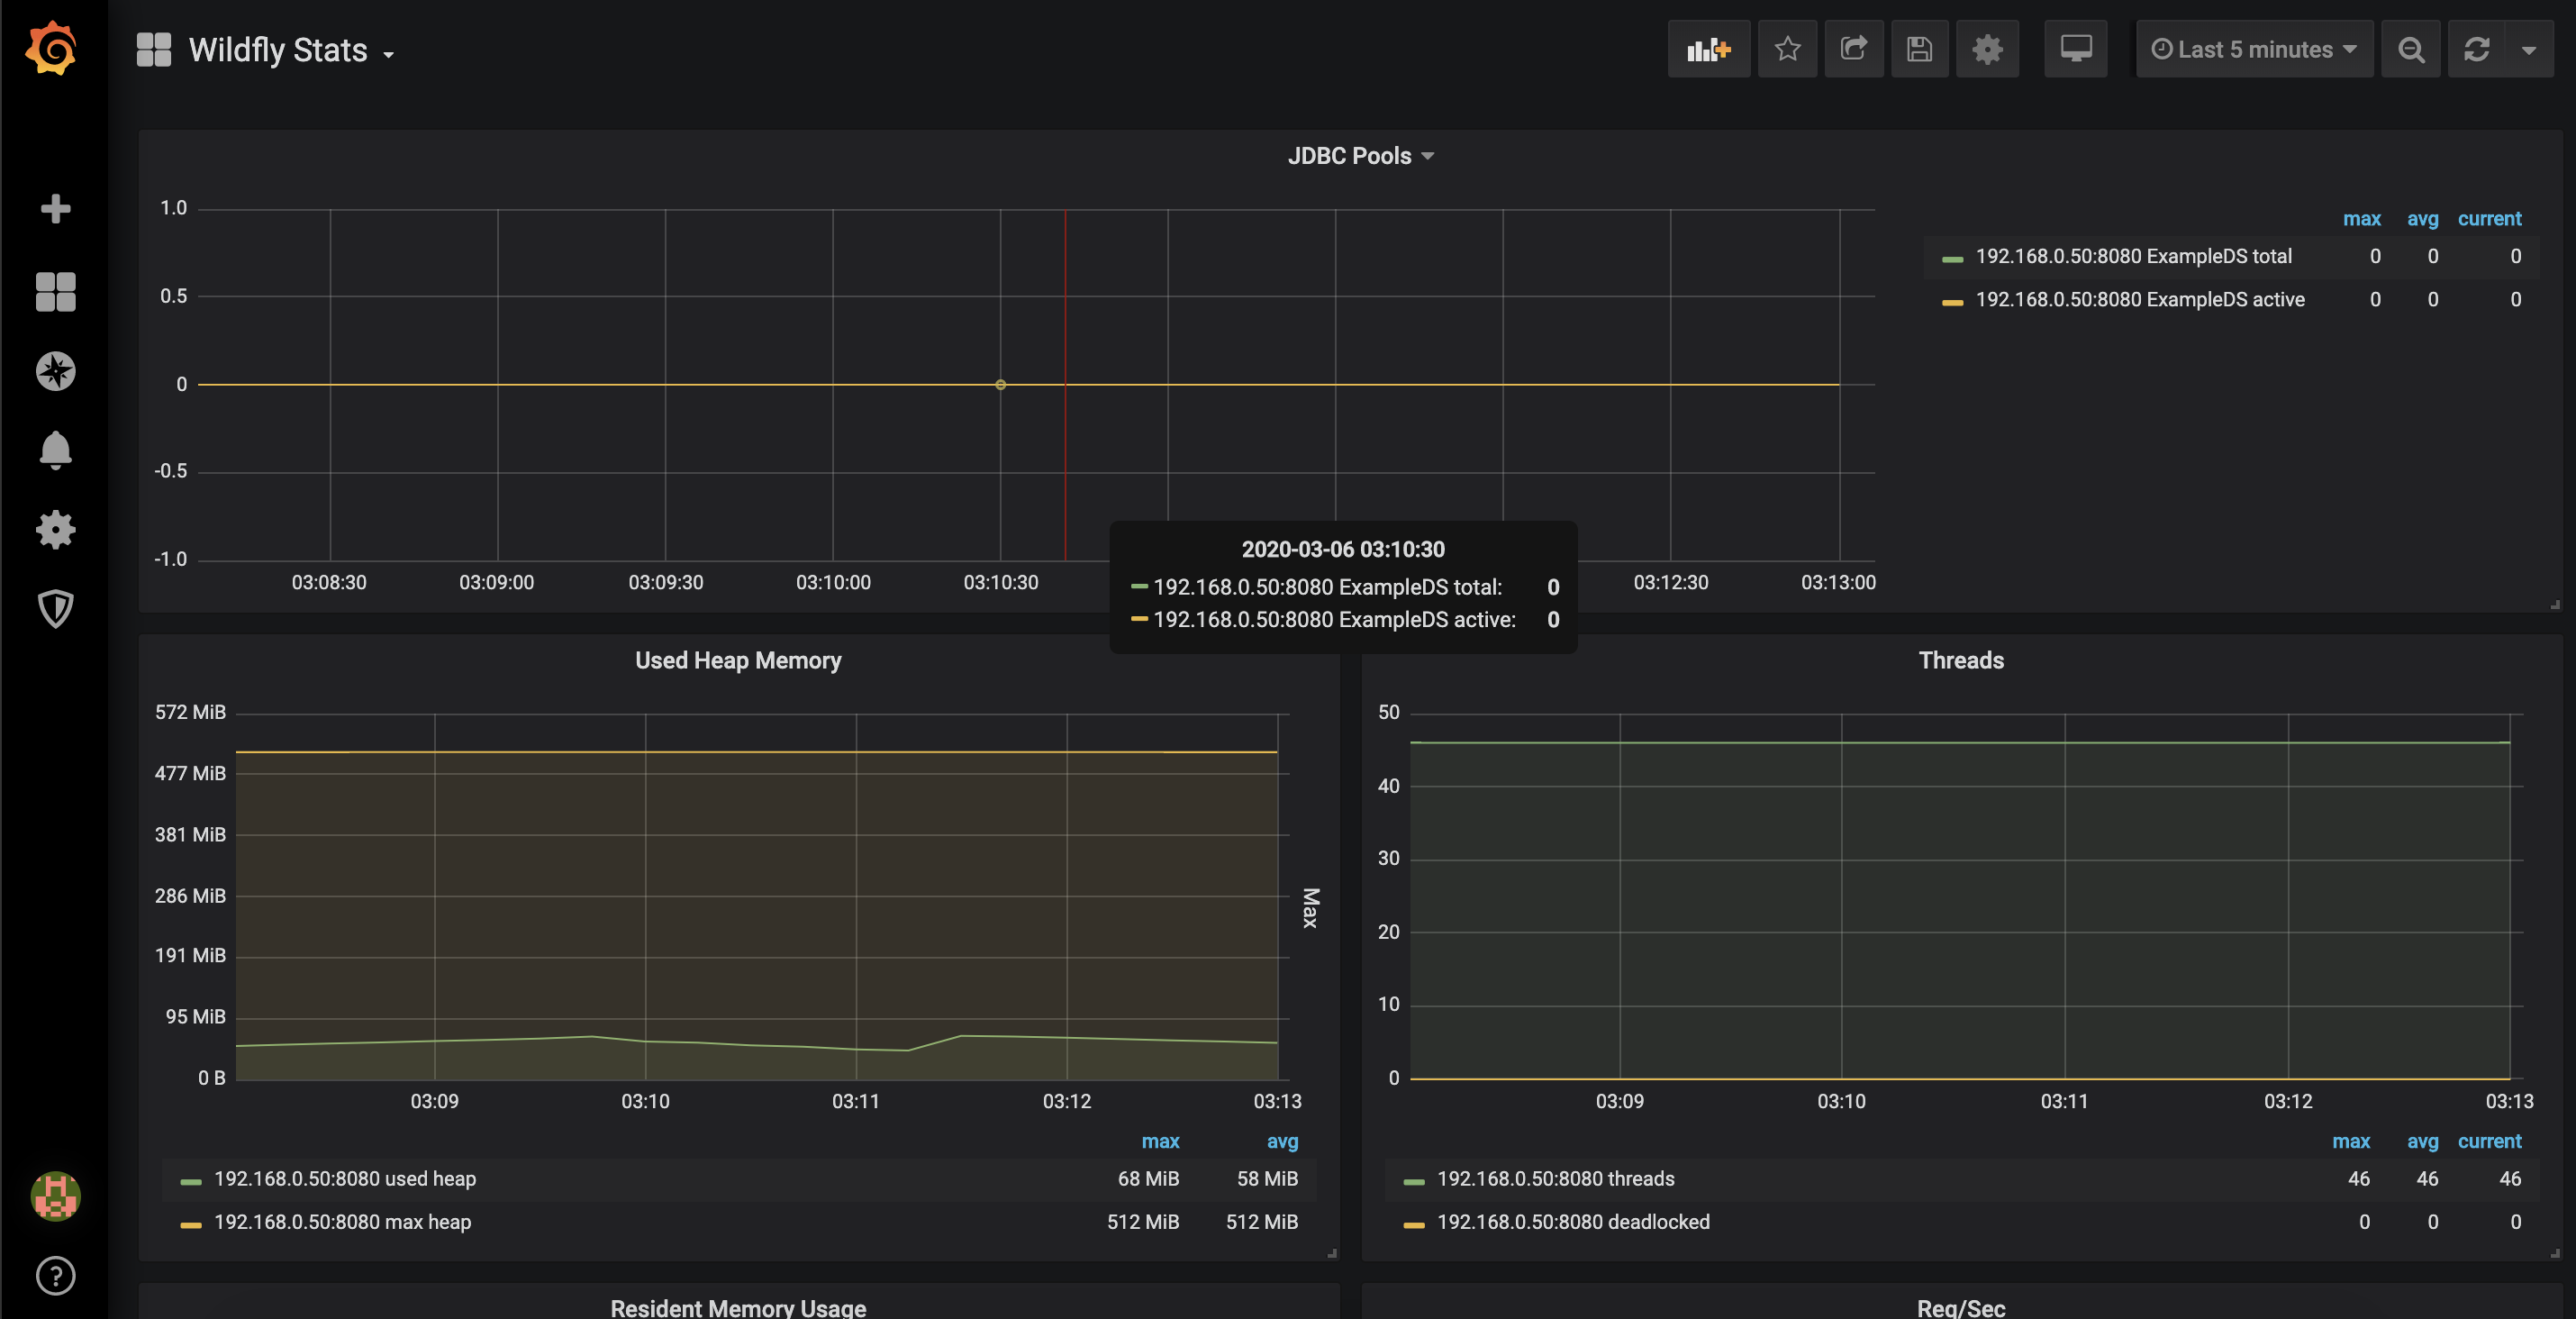 Wildfly Stats
Last 5 minutes
JDBC Pools
1.0
0.5
0
-0.5
-1.0
03:08:30 03:09:00 03:09:30 03:10:00 03:10:30 03:12:30 03:13:00
max avg current
192.168.0.50:8080 ExampleDS total 0 0 0
192.168.0.50:8080 ExampleDS active 0 0 0
2020-03-06 03:10:30
192.168.0.50:8080 ExampleDS total: 0
192.168.0.50:8080 ExampleDS active: 0
Used Heap Memory
572 MiB
477 MiB
381 MiB
286 MiB
191 MiB
95 MiB
0 B
Max
03:09 03:10 03:11 03:12 03:13
max avg
192.168.0.50:8080 used heap 68 MiB 58 MiB
192.168.0.50:8080 max heap 512 MiB 512 MiB
Threads
50
40
30
20
10
0
03:09 03:10 03:11 03:12 03:13
max avg current
192.168.0.50:8080 threads 46 46 46
192.168.0.50:8080 deadlocked 0 0 0
Resident Memory Usage
Req/Sec